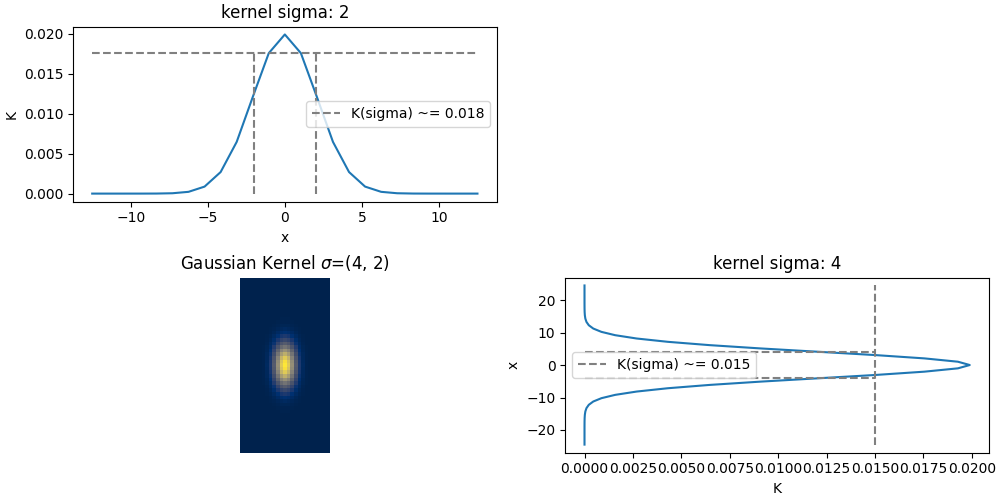 kernel sigma: 2
K
0.020
0.015
0.010
0.005
0.000
K(sigma) ~= 0.018
−10 −5 0 5 10
x
Gaussian Kernel σ=(4, 2)
kernel sigma: 4
x
20
10
0
−10
−20
K(sigma) ~= 0.015
0.0000 0.0025 0.0050 0.0075 0.0100 0.0125 0.0150 0.0175 0.0200
K